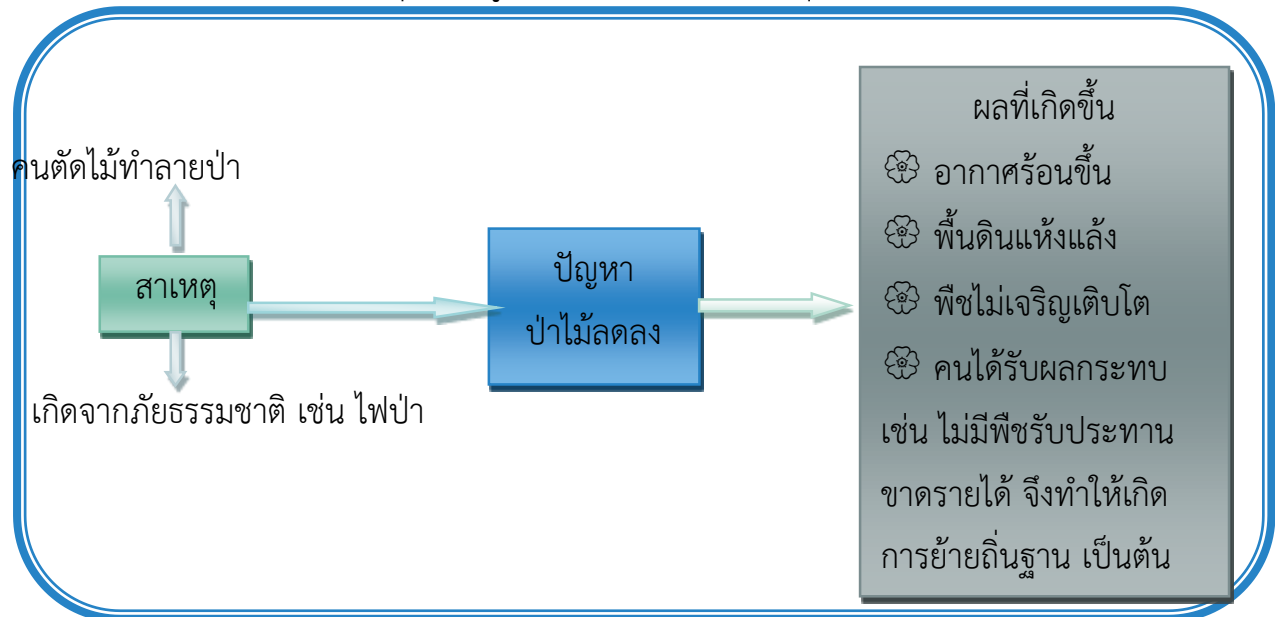 คนตัดไม้ทำลายป่า
สาเหตุ
เกิดจากภัยธรรมชาติ เช่น ไฟป่า
ปัญหา
ป่าไม้ลดลง
ผลที่เกิดขึ้น
อากาศร้อนขึ้น
พื้นดินแห้งแล้ง
พืชไม่เจริญเติบโต
คนได้รับผลกระทบ
เช่น ไม่มีพืชรับประทาน
ขาดรายได้ จึงทำให้เกิด
การย้ายถิ่นฐาน เป็นต้น